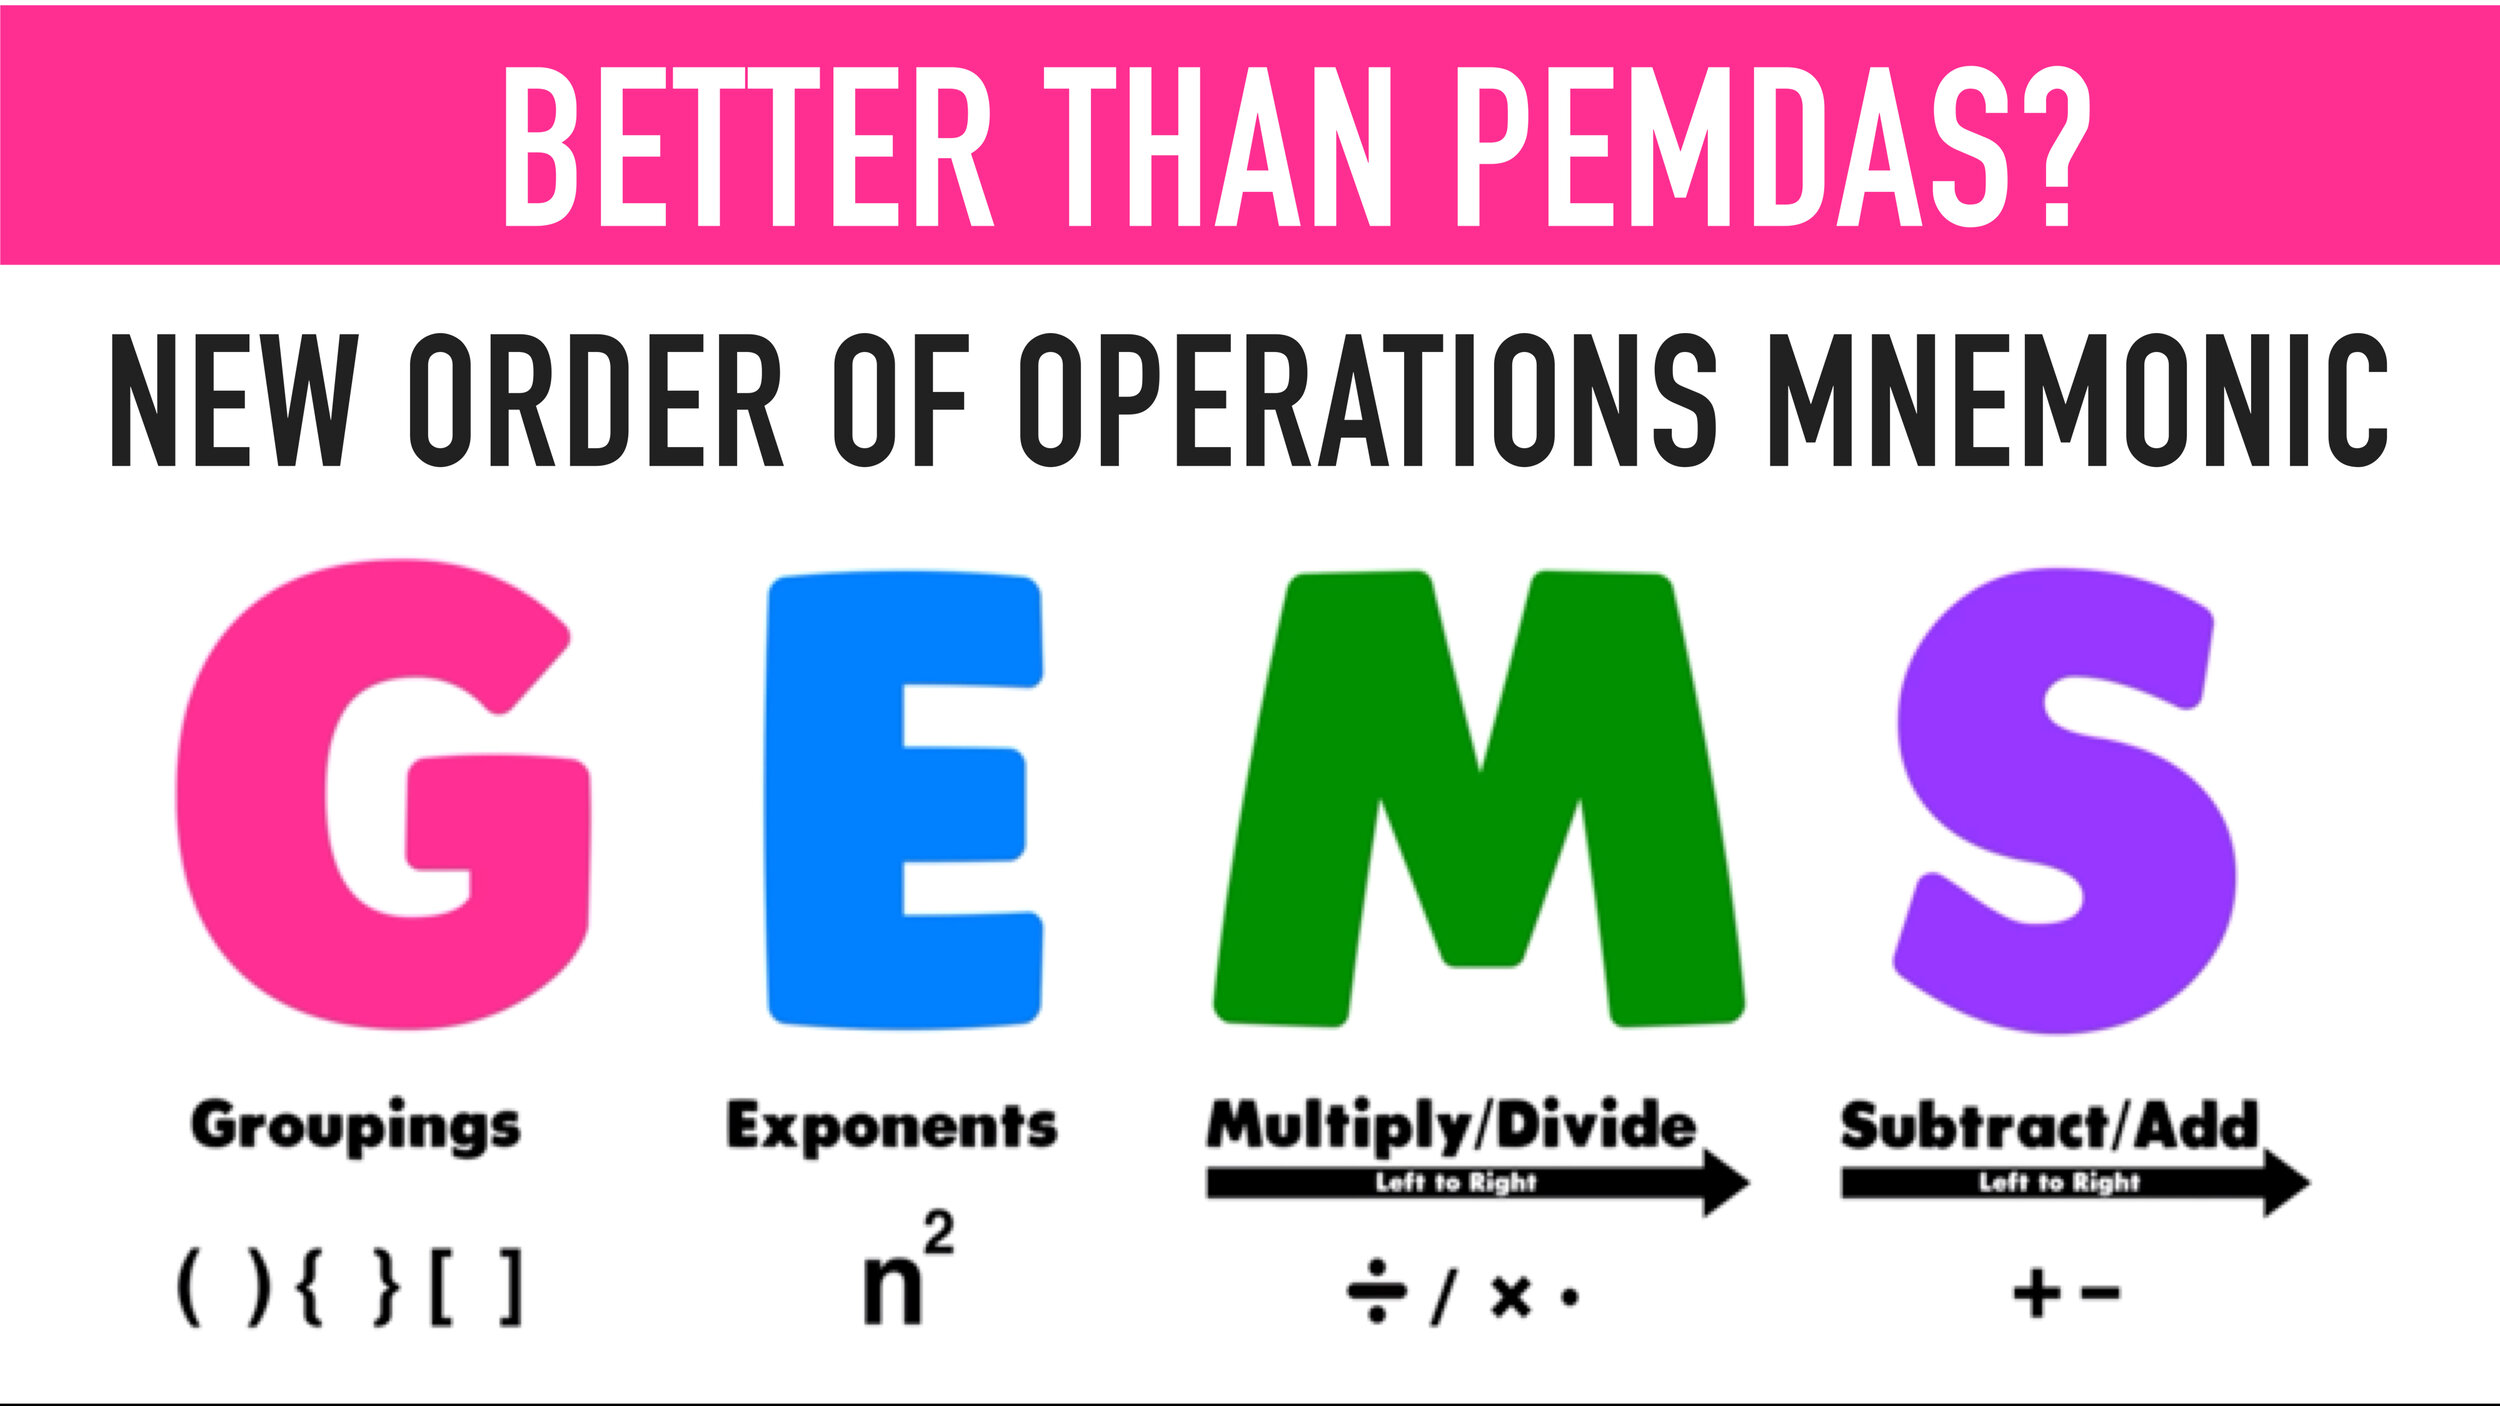 BETTER THAN PEMDAS?
NEW ORDER OF OPERATIONS MNEMONIC
GEMS
Groupings Exponents Multiply/Divide Subtract/Add
Left to Right Left to Right
( ) { } [ ] n² ÷ / × · + −